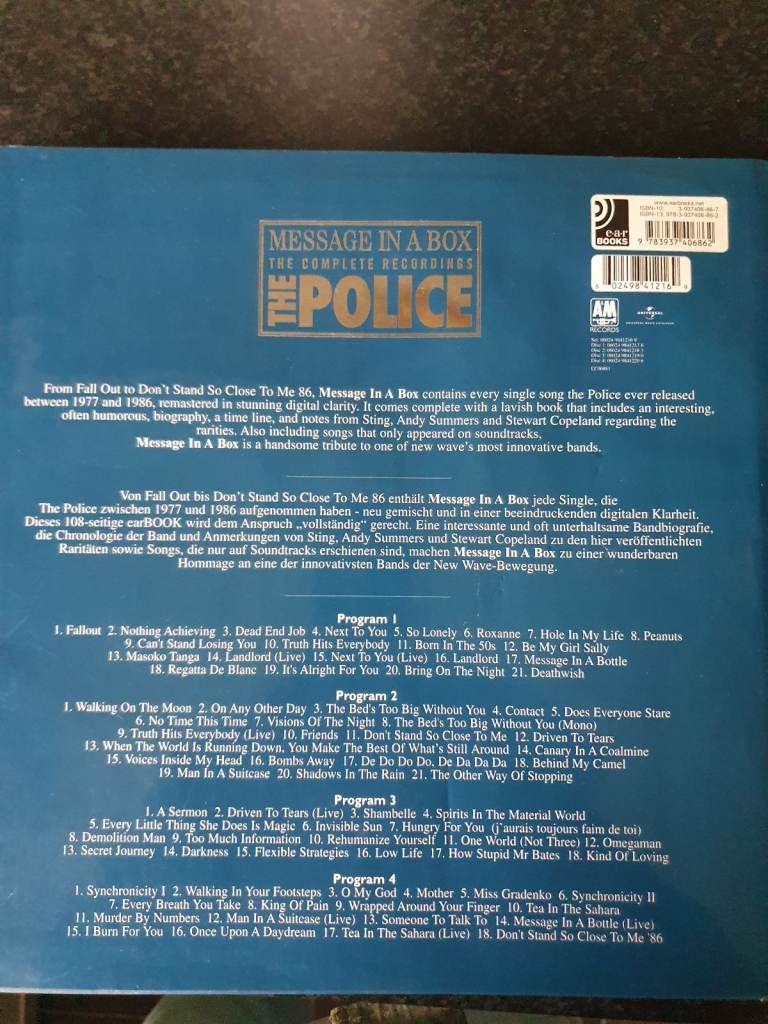 www.earbooks.net
ISBN-10: 3-937406-86-7
ISBN-13: 978-3-937406-86-2
e·a·r
BOOKS
9 783937 406862
6 02498 41216 9
A&M
RECORDS
UNIVERSAL
MESSAGE IN A BOX
THE COMPLETE RECORDINGS
THE POLICE
From Fall Out to Don't Stand So Close To Me 86, Message In A Box contains every single song the Police ever released
between 1977 and 1986, remastered in stunning digital clarity. It comes complete with a lavish book that includes an interesting,
often humorous, biography, a time line, and notes from Sting, Andy Summers and Stewart Copeland regarding the
rarities. Also including songs that only appeared on soundtracks,
Message In A Box is a handsome tribute to one of new wave's most innovative bands.
Von Fall Out bis Don't Stand So Close To Me 86 enthält Message In A Box jede Single, die
The Police zwischen 1977 und 1986 aufgenommen haben - neu gemischt und in einer beeindruckenden digitalen Klarheit.
Dieses 108-seitige earBOOK wird dem Anspruch „vollständig" gerecht. Eine interessante und oft unterhaltsame Bandbiografie,
die Chronologie der Band und Anmerkungen von Sting, Andy Summers und Stewart Copeland zu den hier veröffentlichten
Raritäten sowie Songs, die nur auf Soundtracks erschienen sind, machen Message In A Box zu einer wunderbaren
Hommage an eine der innovativsten Bands der New Wave-Bewegung.
Program 1
1. Fallout 2. Nothing Achieving 3. Dead End Job 4. Next To You 5. So Lonely 6. Roxanne 7. Hole In My Life 8. Peanuts
9. Can't Stand Losing You 10. Truth Hits Everybody 11. Born In The 50s 12. Be My Girl Sally
13. Masoko Tanga 14. Landlord (Live) 15. Next To You (Live) 16. Landlord 17. Message In A Bottle
18. Regatta De Blanc 19. It's Alright For You 20. Bring On The Night 21. Deathwish
Program 2
1. Walking On The Moon 2. On Any Other Day 3. The Bed's Too Big Without You 4. Contact 5. Does Everyone Stare
6. No Time This Time 7. Visions Of The Night 8. The Bed's Too Big Without You (Mono)
9. Truth Hits Everybody (Live) 10. Friends 11. Don't Stand So Close To Me 12. Driven To Tears
13. When The World Is Running Down, You Make The Best Of What's Still Around 14. Canary In A Coalmine
15. Voices Inside My Head 16. Bombs Away 17. De Do Do Do, De Da Da Da 18. Behind My Camel
19. Man In A Suitcase 20. Shadows In The Rain 21. The Other Way Of Stopping
Program 3
1. A Sermon 2. Driven To Tears (Live) 3. Shambelle 4. Spirits In The Material World
5. Every Little Thing She Does Is Magic 6. Invisible Sun 7. Hungry For You (j'aurais toujours faim de toi)
8. Demolition Man 9. Too Much Information 10. Rehumanize Yourself 11. One World (Not Three) 12. Omegaman
13. Secret Journey 14. Darkness 15. Flexible Strategies 16. Low Life 17. How Stupid Mr Bates 18. Kind Of Loving
Program 4
1. Synchronicity I 2. Walking In Your Footsteps 3. O My God 4. Mother 5. Miss Gradenko 6. Synchronicity II
7. Every Breath You Take 8. King Of Pain 9. Wrapped Around Your Finger 10. Tea In The Sahara
11. Murder By Numbers 12. Man In A Suitcase (Live) 13. Someone To Talk To 14. Message In A Bottle (Live)
15. I Burn For You 16. Once Upon A Daydream 17. Tea In The Sahara (Live) 18. Don't Stand So Close To Me '86